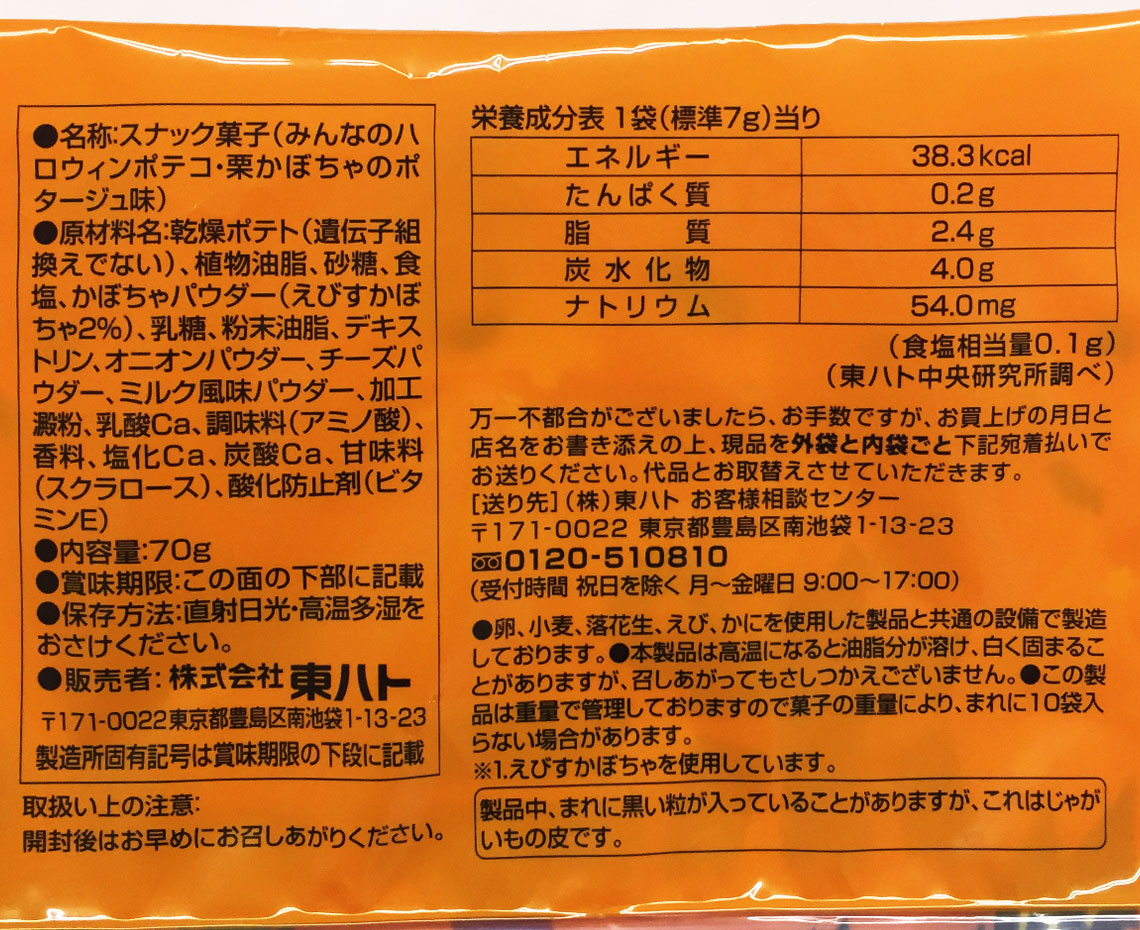 ●名称:スナック菓子(みんなのハ
ロウィンポテコ・栗かぼちゃのポ
タージュ味)
●原材料名:乾燥ポテト(遺伝子組
換えでない)、植物油脂、砂糖、食
塩、かぼちゃパウダー(えびすかぼ
ちゃ2%)、乳糖、粉末油脂、デキス
トリン、オニオンパウダー、チーズパ
ウダー、ミルク風味パウダー、加工
澱粉、乳酸Ca、調味料(アミノ酸)、
香料、塩化Ca、炭酸Ca、甘味料
(スクラロース)、酸化防止剤(ビタ
ミンE)
●内容量:70g
●賞味期限:この面の下部に記載
●保存方法:直射日光・高温多湿を
おさけください。
●販売者:株式会社東ハト
〒171-0022東京都豊島区南池袋1-13-23
製造所固有記号は賞味期限の下段に記載
取扱い上の注意:
開封後はお早めにお召しあがりください。
栄養成分表 1袋(標準7g)当り
エネルギー 38.3kcal
たんぱく質 0.2g
脂質 2.4g
炭水化物 4.0g
ナトリウム 54.0mg
(食塩相当量0.1g)
(東ハト中央研究所調べ)
万一不都合がございましたら、お手数ですが、お買上げの月日と
店名をお書き添えの上、現品を外袋と内袋ごと下記宛着払いで
お送りください。代品とお取替えさせていただきます。
[送り先](株)東ハト お客様相談センター
〒171-0022 東京都豊島区南池袋1-13-23
0120-510810
(受付時間 祝日を除く 月〜金曜日 9:00〜17:00)
●卵、小麦、落花生、えび、かにを使用した製品と共通の設備で製造
しております。●本製品は高温になると油脂分が溶け、白く固まるこ
とがありますが、召しあがってもさしつかえございません。●この製
品は重量で管理しておりますので菓子の重量により、まれに10袋入
らない場合があります。
※1.えびすかぼちゃを使用しています。
製品中、まれに黒い粒が入っていることがありますが、これはじゃが
いもの皮です。